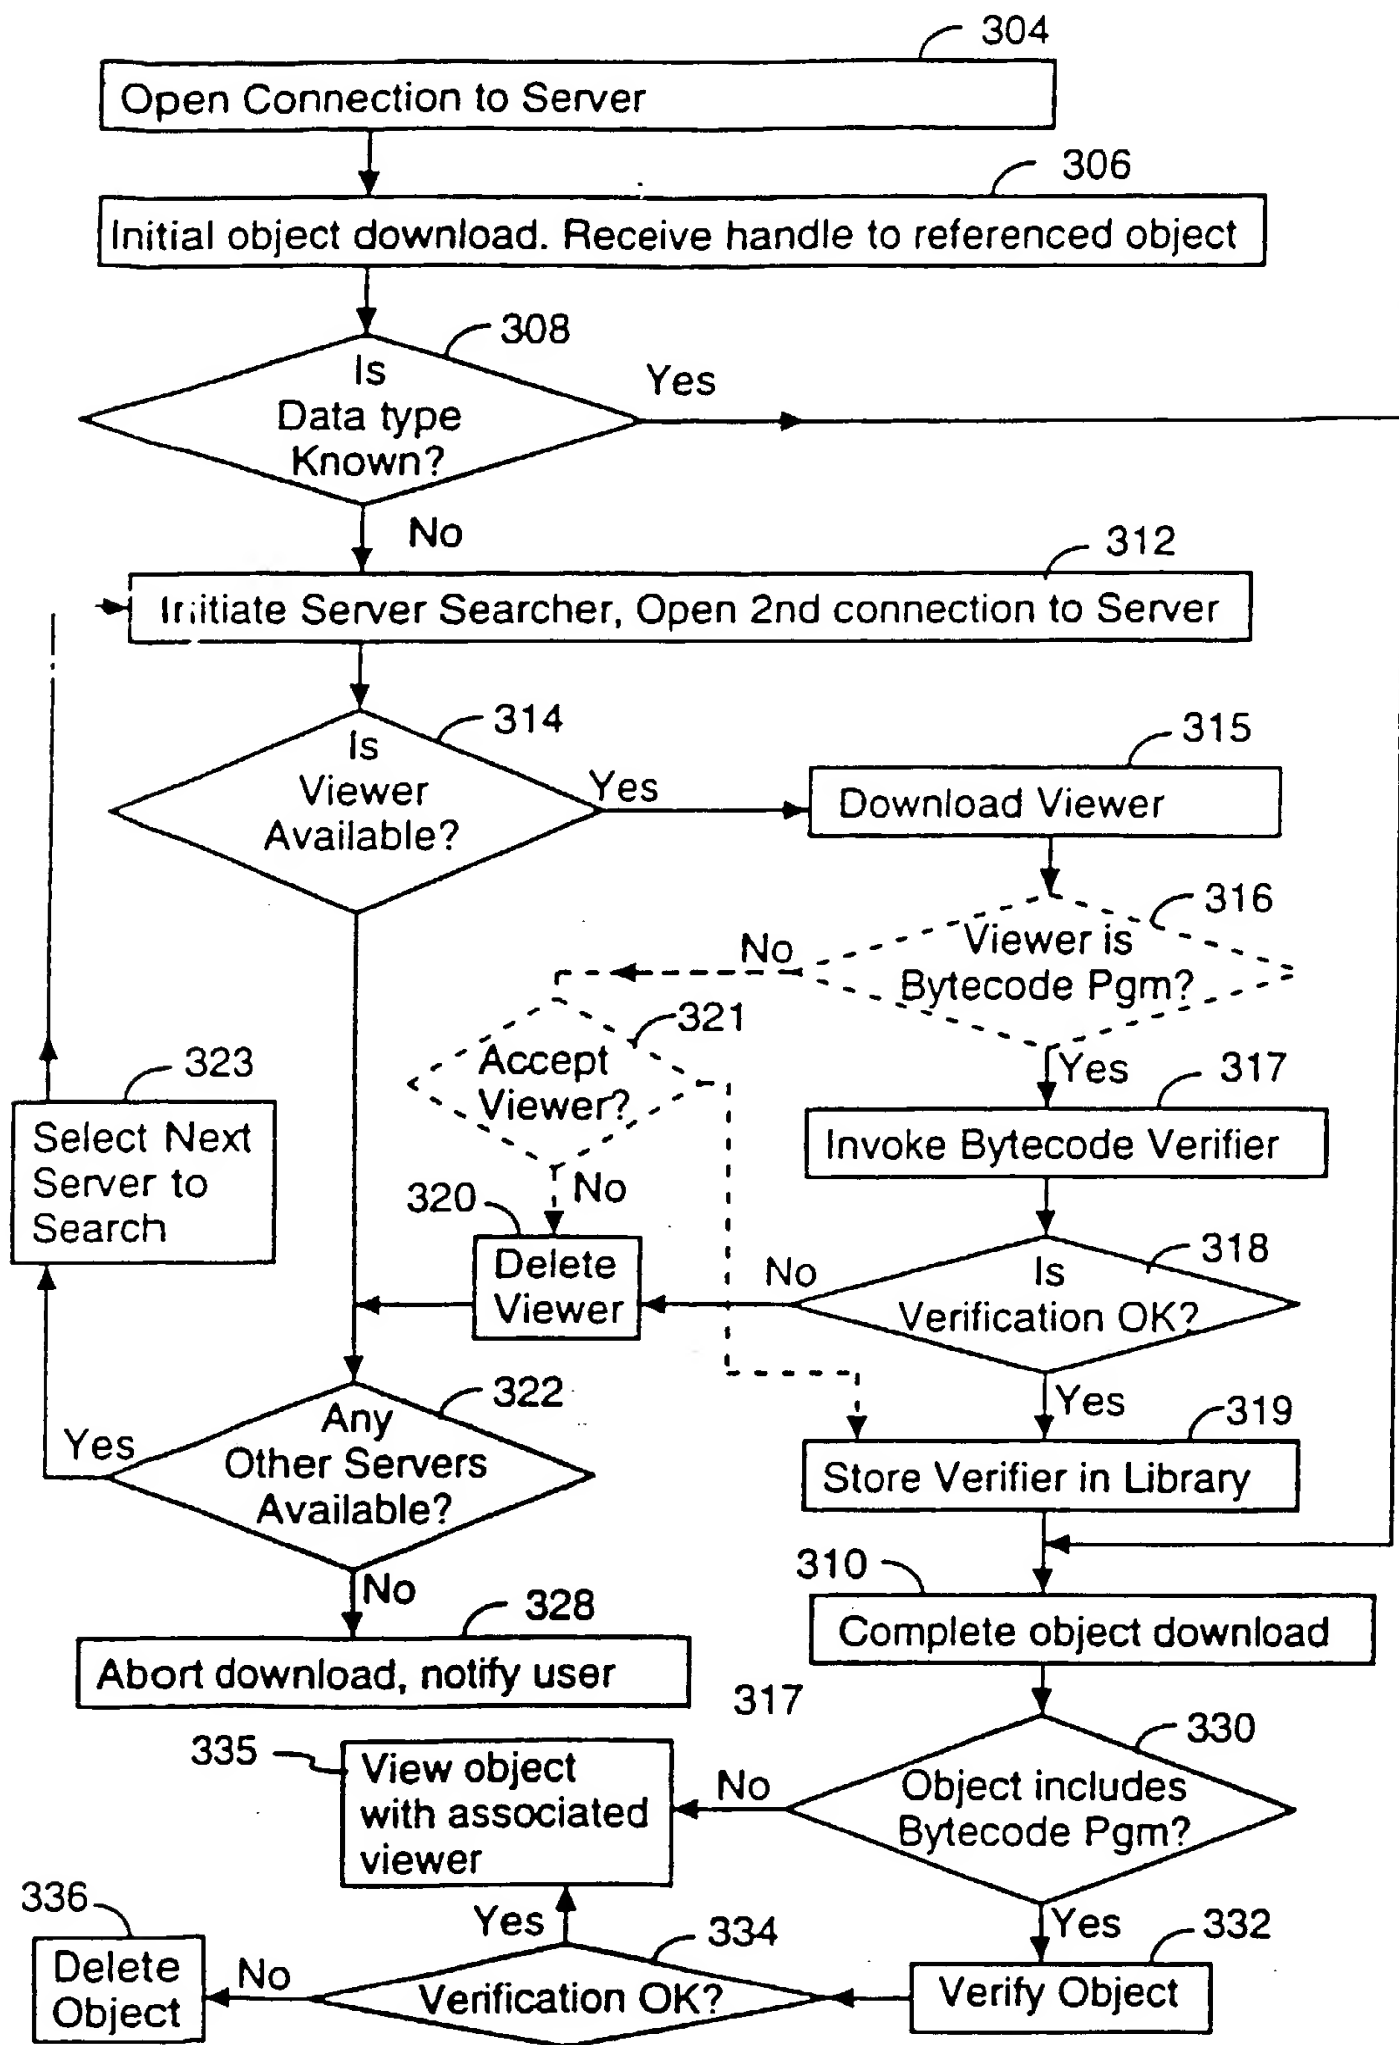 304
Open Connection to Server
306
Initial object download. Receive handle to referenced object
308
Is
Data type
Known?
Yes
No
312
Initiate Server Searcher, Open 2nd connection to Server
314
Is
Viewer
Available?
Yes
315
Download Viewer
316
Viewer is
Bytecode Pgm?
No
Yes
321
Accept
Viewer?
No
323
Select Next
Server to
Search
317
Invoke Bytecode Verifier
320
Delete
Viewer
318
Is
Verification OK?
No
Yes
322
Any
Other Servers
Available?
Yes
No
319
Store Verifier in Library
310
Complete object download
328
Abort download, notify user
317
330
Object includes
Bytecode Pgm?
No
Yes
335
View object
with associated
viewer
332
Verify Object
334
Verification OK?
Yes
No
336
Delete
Object